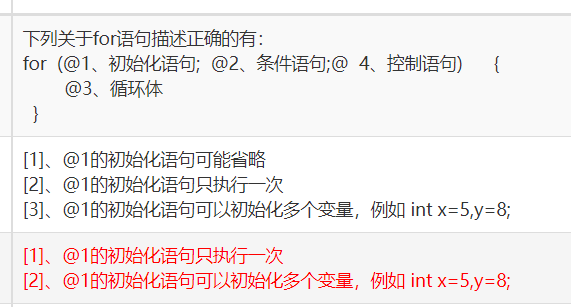 下列关于for语句描述正确的有：
for（@1、初始化语句；@2、条件语句;@ 4、控制语句） {
@3、循环体
}
[1]、@1的初始化语句可能省略
[2]、@1的初始化语句只执行一次
[3]、@1的初始化语句可以初始化多个变量，例如 int x=5,y=8;
[1]、@1的初始化语句只执行一次
[2]、@1的初始化语句可以初始化多个变量，例如 int x=5,y=8;